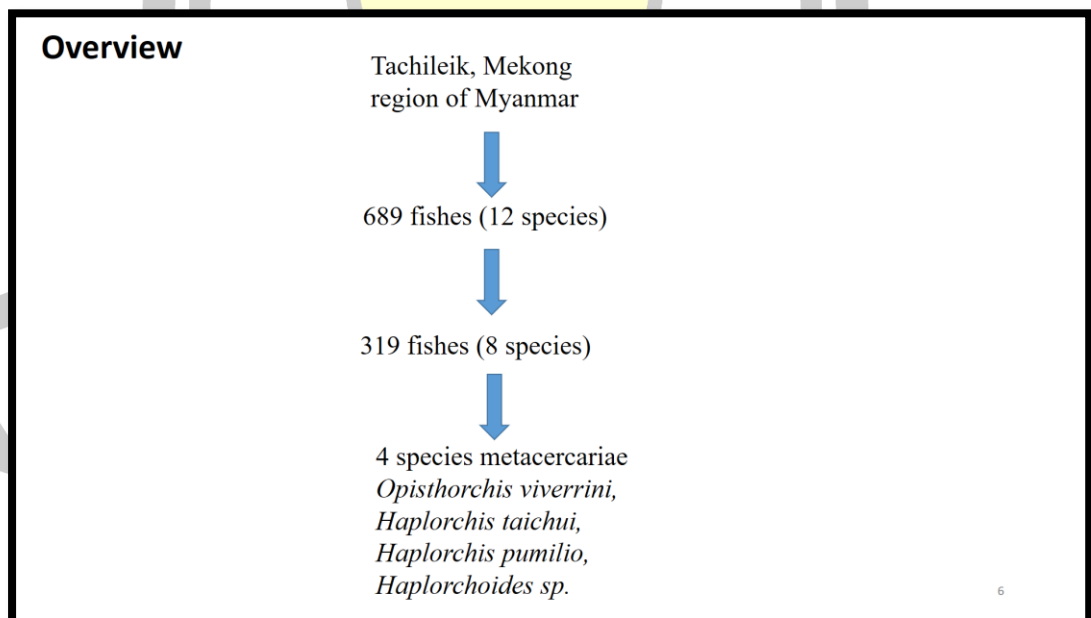 Overview
Tachileik, Mekong
region of Myanmar
689 fishes (12 species)
319 fishes (8 species)
4 species metacercariae
Opisthorchis viverrini,
Haplorchis taichui,
Haplorchis pumilio,
Haplorchoides sp.
6